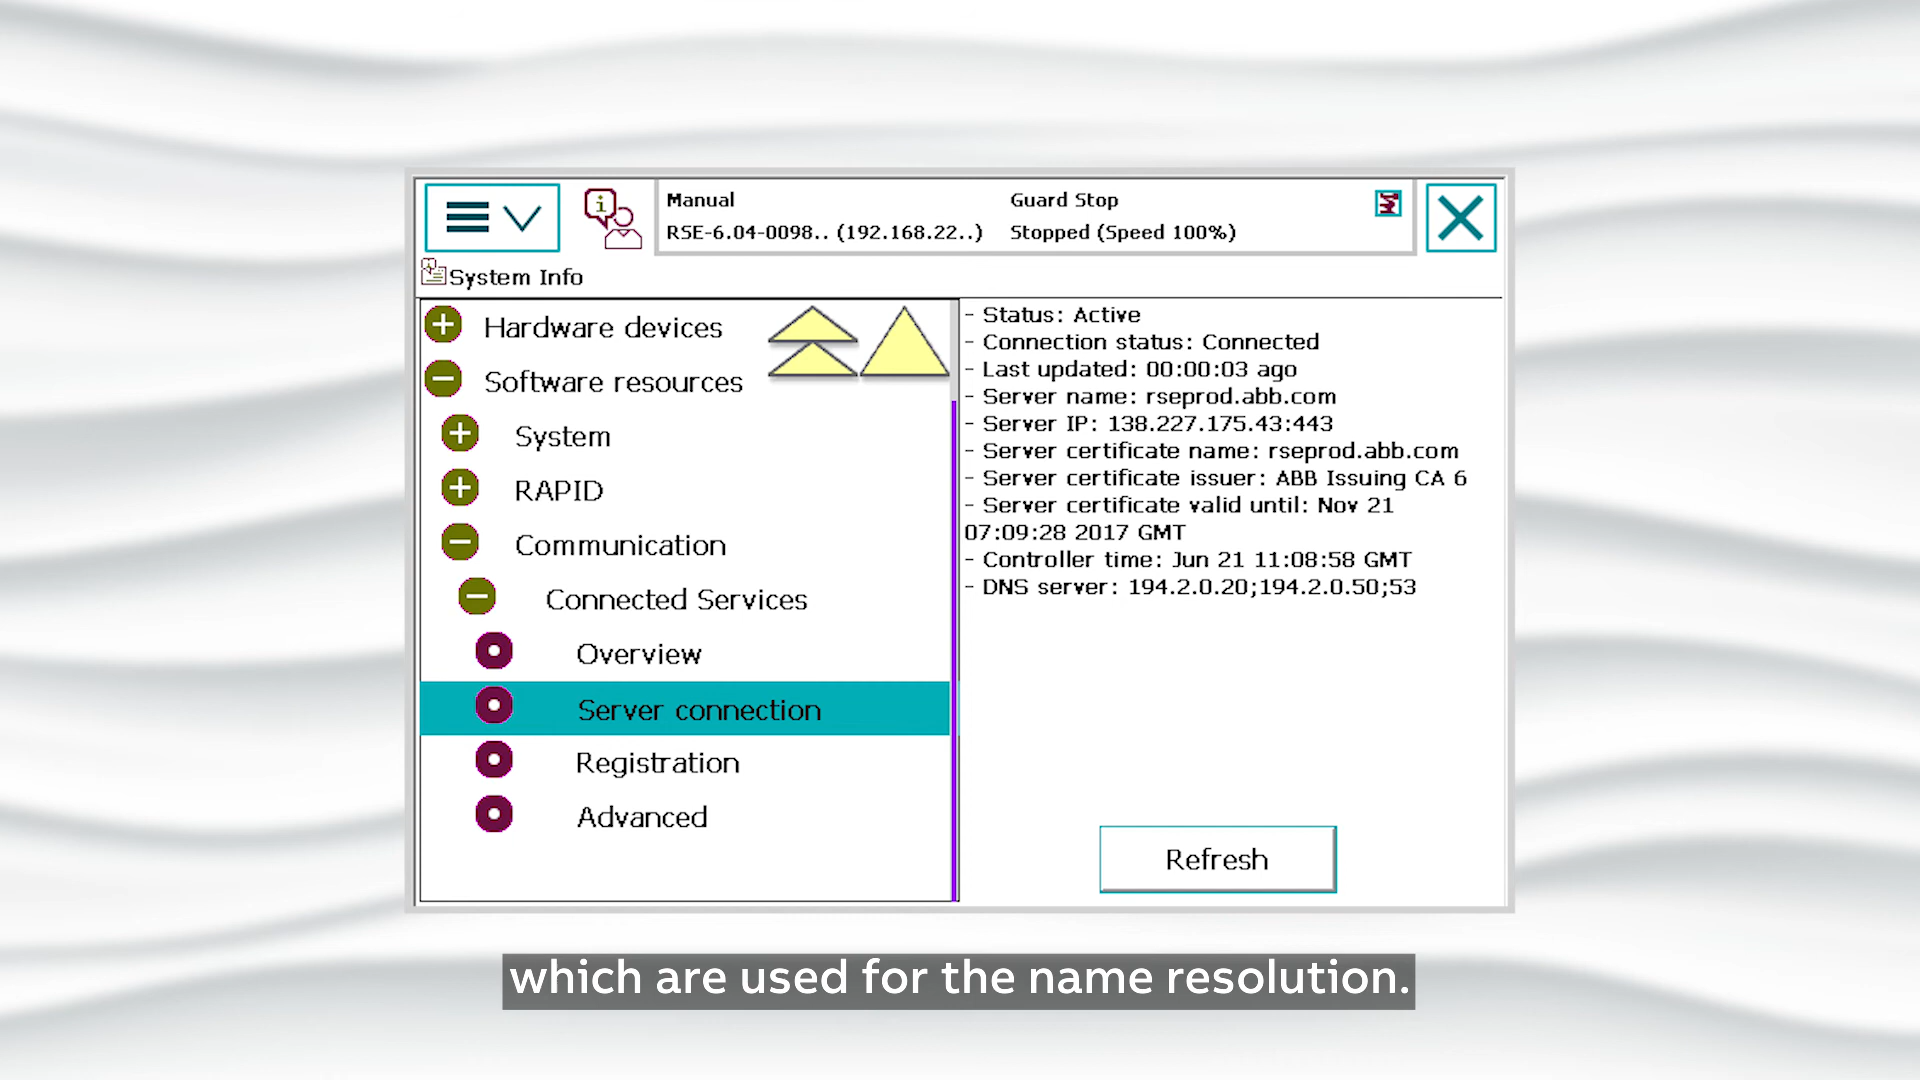 Manual
Guard Stop
RSE-6.04-0098.. (192.168.22..)
Stopped (Speed 100%)
System Info
Hardware devices
Software resources
System
RAPID
Communication
Connected Services
Overview
Server connection
Registration
Advanced
- Status: Active
- Connection status: Connected
- Last updated: 00:00:03 ago
- Server name: rseprod.abb.com
- Server IP: 138.227.175.43:443
- Server certificate name: rseprod.abb.com
- Server certificate issuer: ABB Issuing CA 6
- Server certificate valid until: Nov 21
07:09:28 2017 GMT
- Controller time: Jun 21 11:08:58 GMT
- DNS server: 194.2.0.20;194.2.0.50;53
Refresh
which are used for the name resolution.